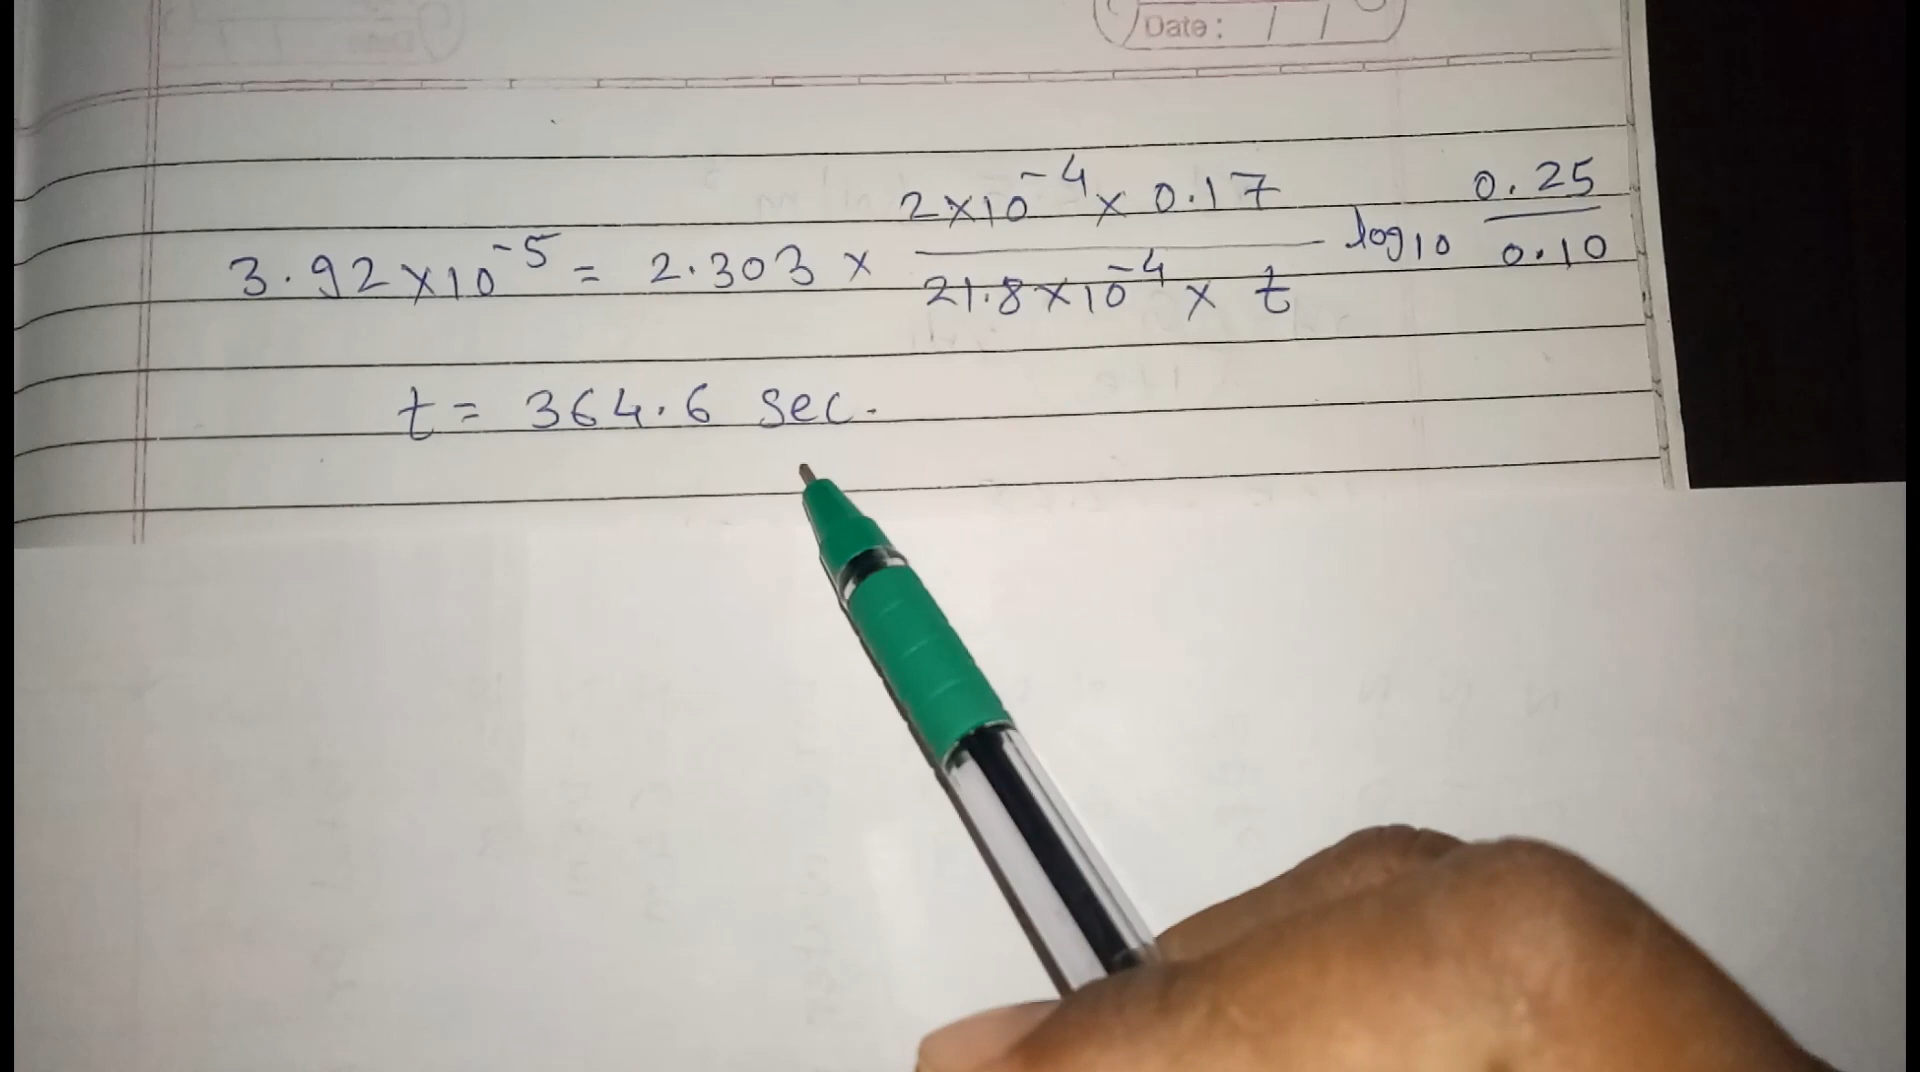 Date : / /
3.92 × 10⁻⁵ = 2.303 × (2×10⁻⁴ × 0.17) / (21.8×10⁻⁴ × t) log₁₀ 0.25 / 0.10
t = 364.6 sec.